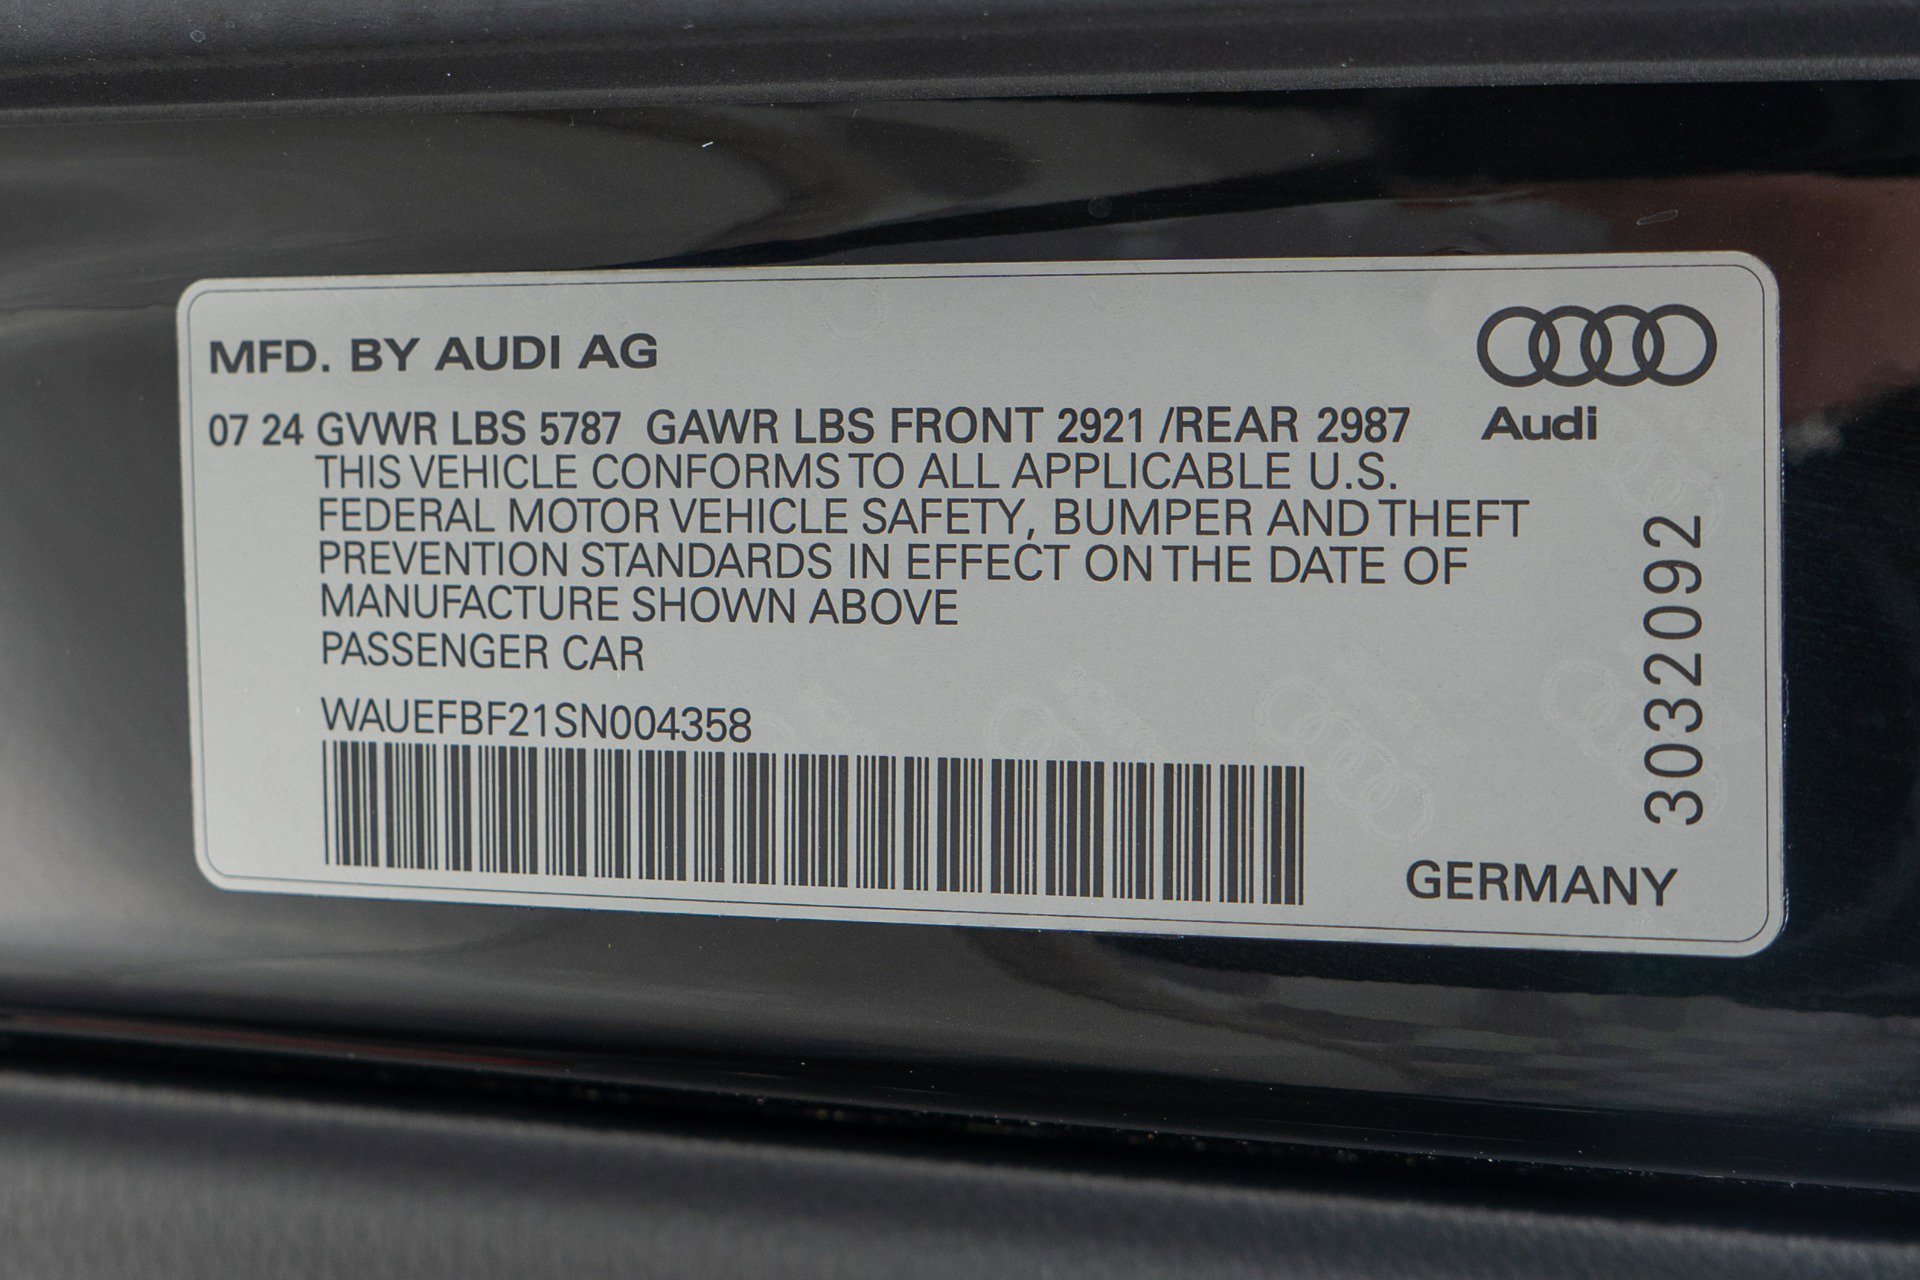 MFD. BY AUDI AG
Audi
07 24 GVWR LBS 5787 GAWR LBS FRONT 2921 /REAR 2987
THIS VEHICLE CONFORMS TO ALL APPLICABLE U.S.
FEDERAL MOTOR VEHICLE SAFETY, BUMPER AND THEFT
PREVENTION STANDARDS IN EFFECT ON THE DATE OF
MANUFACTURE SHOWN ABOVE
PASSENGER CAR
WAUEFBF21SN004358
3032092
GERMANY